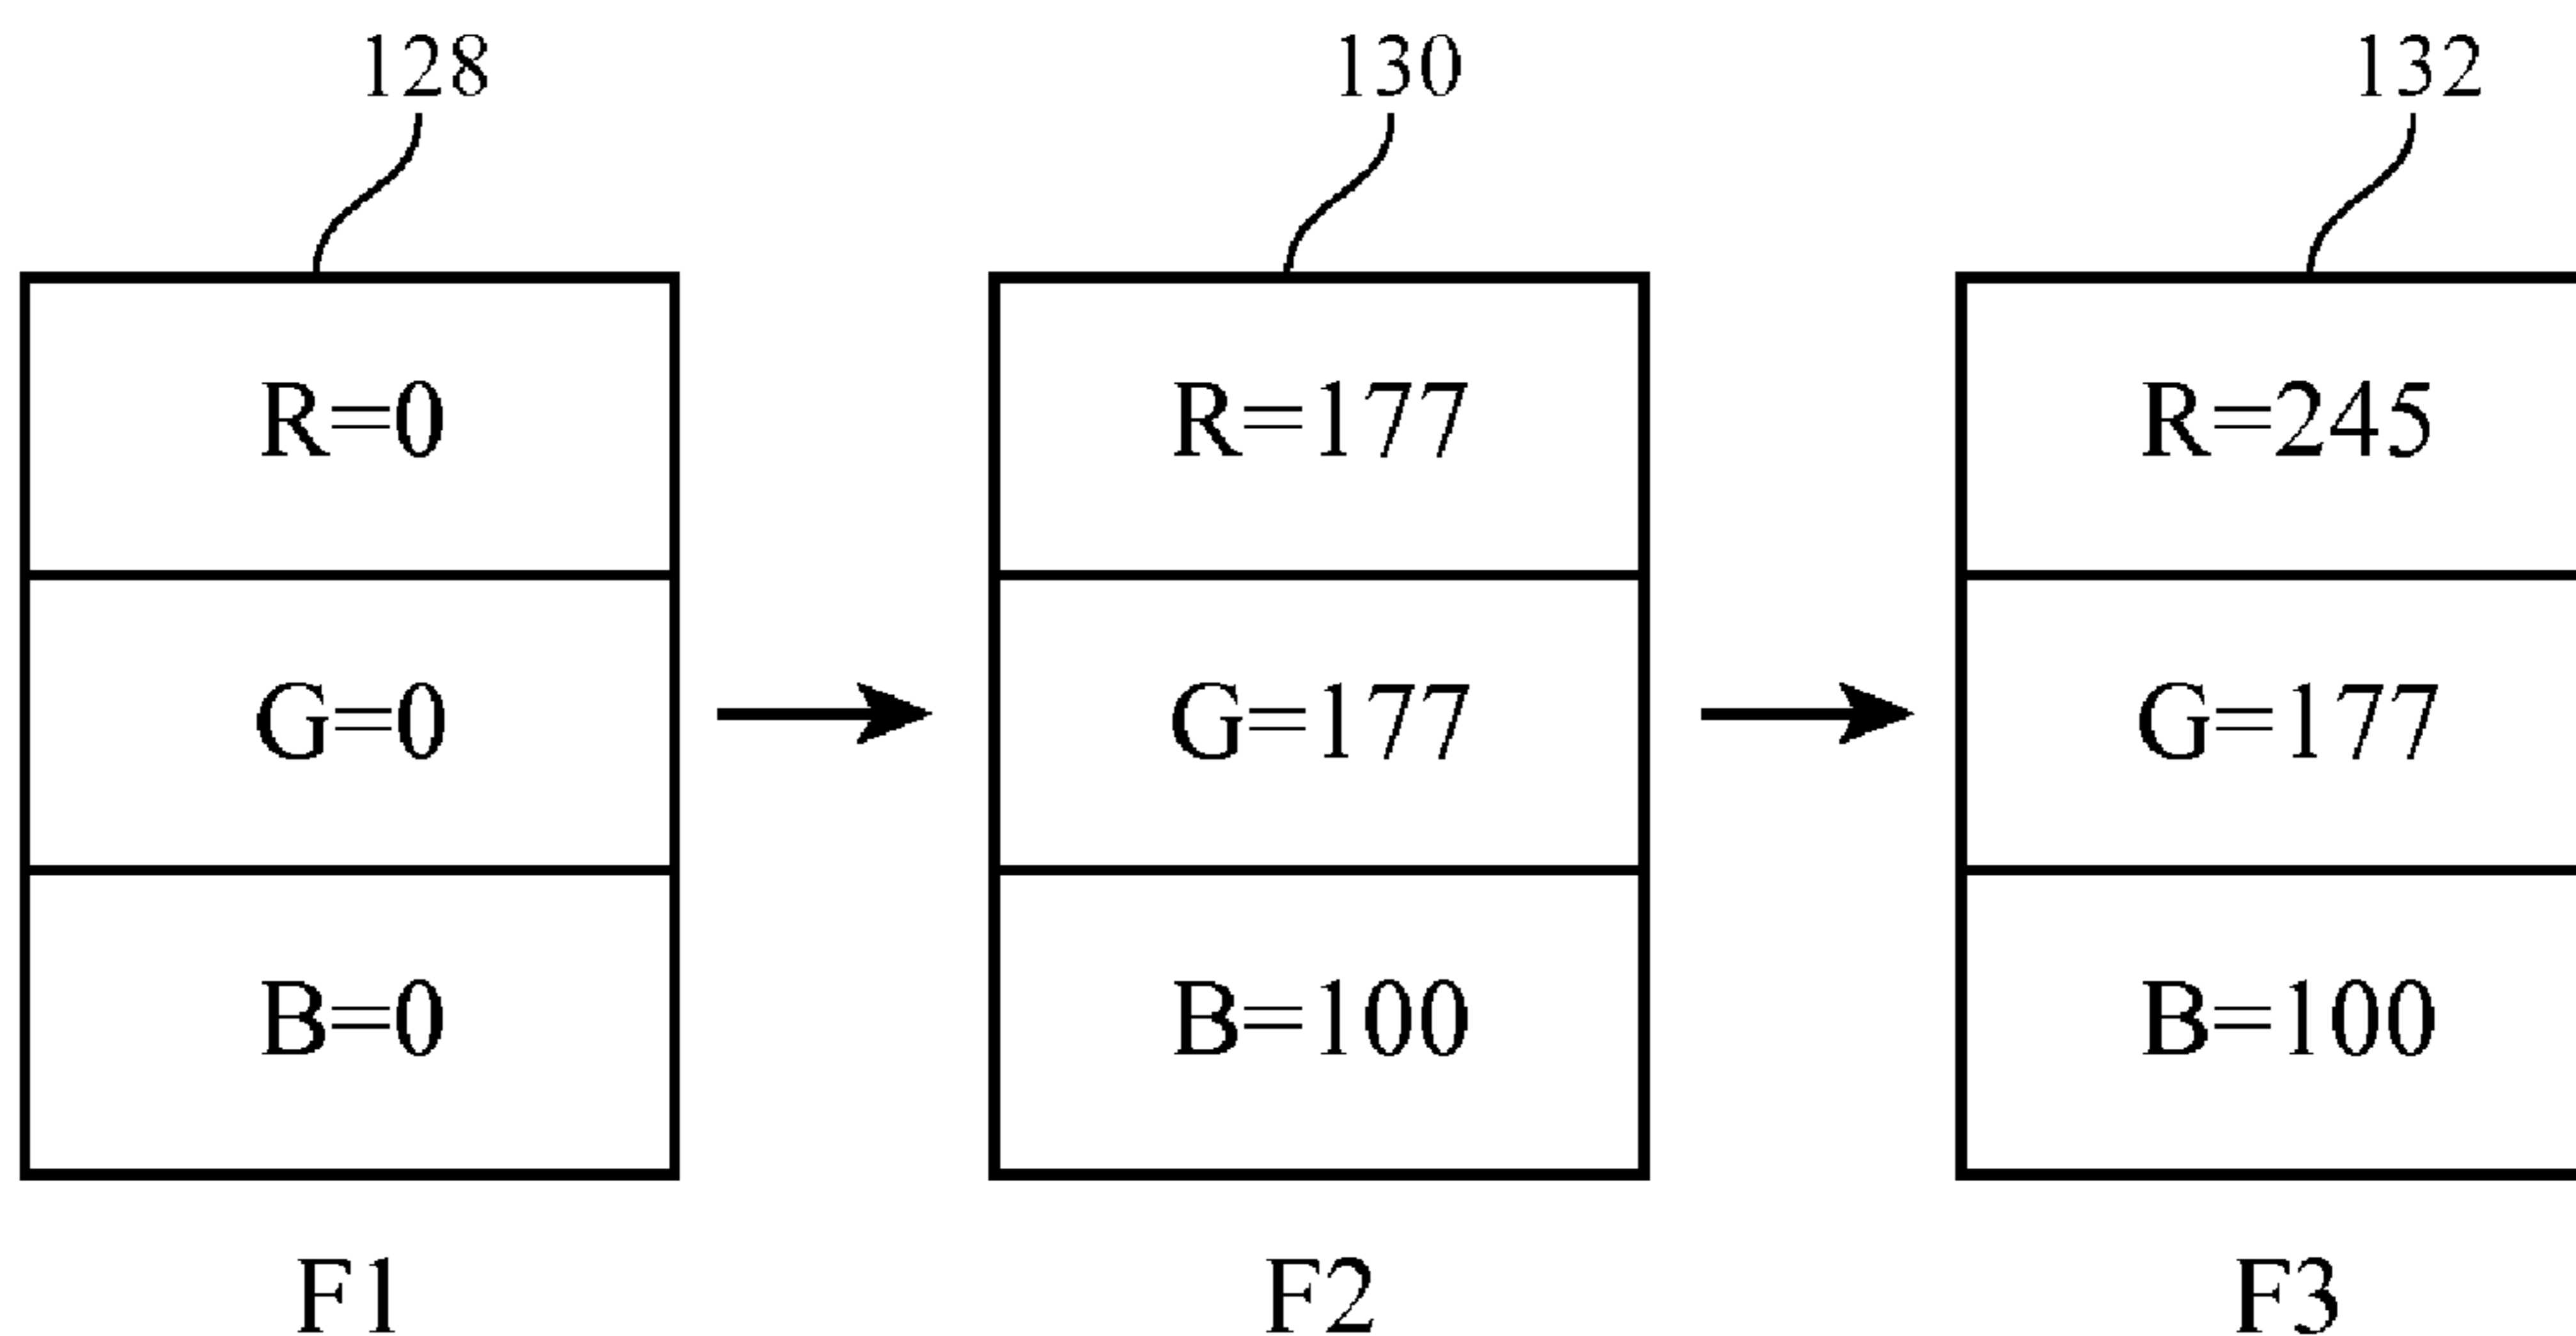 128 130 132
R=0 R=177 R=245
G=0 G=177 G=177
B=0 B=100 B=100
F1 F2 F3